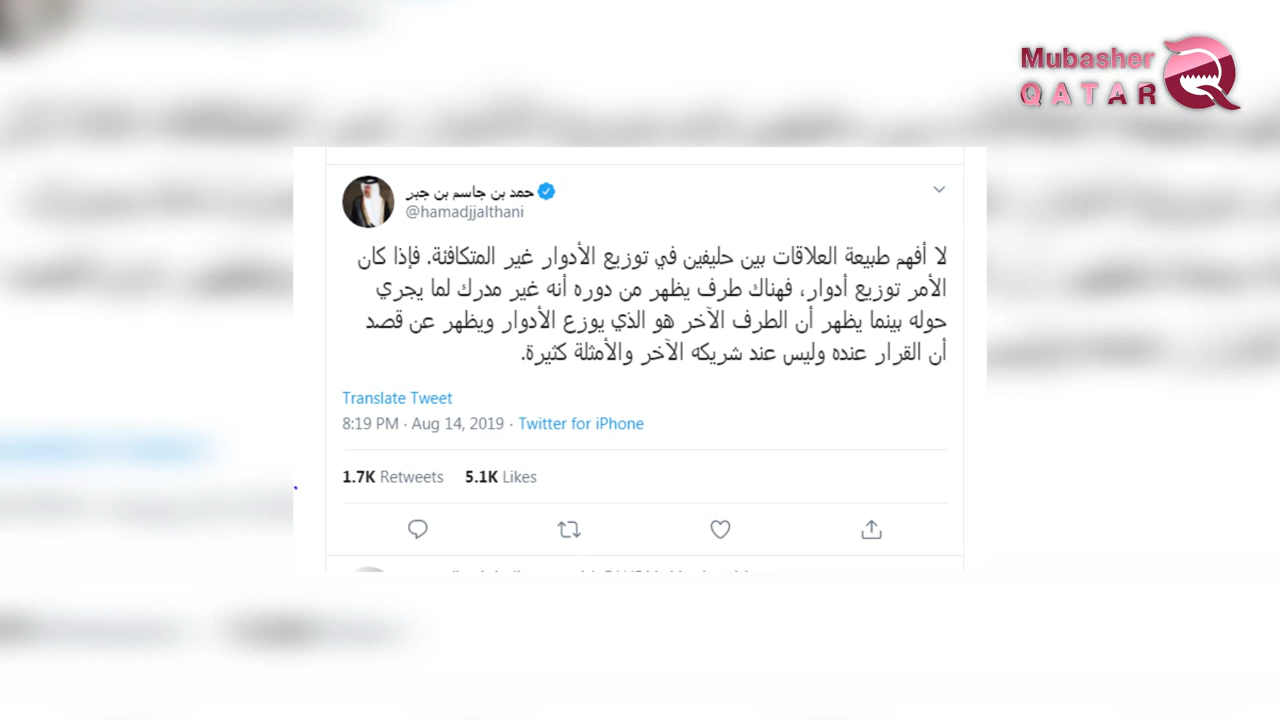 Mubasher
QATAR
حمد بن جاسم بن جبر
@hamadjjalthani
لا أفهم طبيعة العلاقات بين حليفين في توزيع الأدوار غير المتكافئة. فإذا كان
الأمر توزيع أدوار، فهناك طرف يظهر من دوره أنه غير مدرك لما يجري
حوله بينما يظهر أن الطرف الآخر هو الذي يوزع الأدوار ويظهر عن قصد
أن القرار عنده وليس عند شريكه الآخر والأمثلة كثيرة.
Translate Tweet
8:19 PM · Aug 14, 2019 · Twitter for iPhone
1.7K Retweets 5.1K Likes